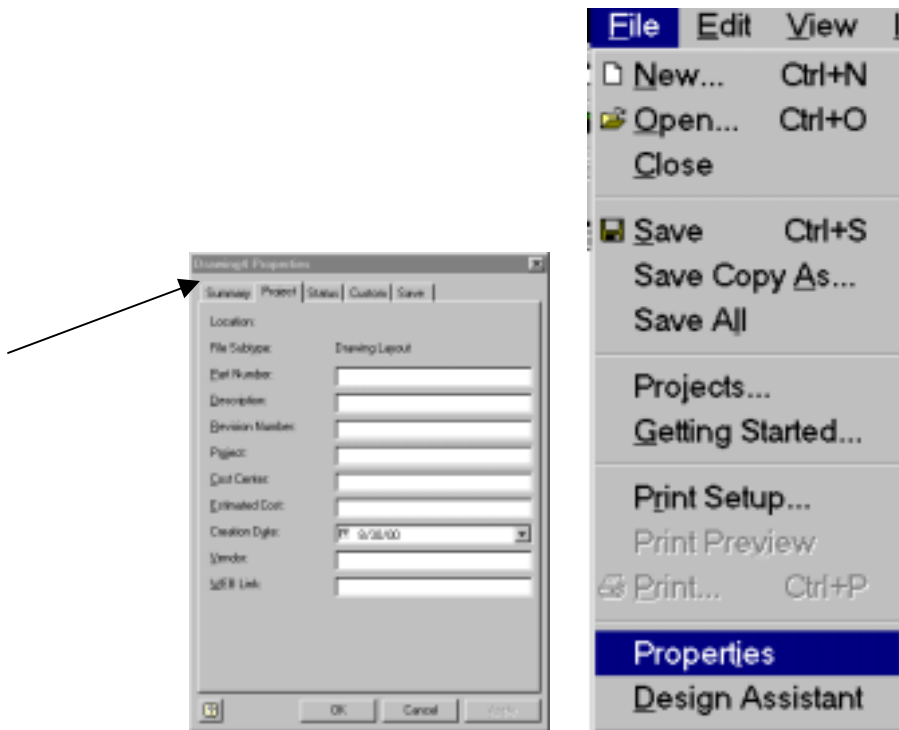 Drawing4 Properties
Summary Project Status Custom Save
Location:
File Subtype: Drawing Layout
Part Number:
Description:
Revision Number:
Project:
Cost Center:
Estimated Cost:
Creation Date: 9/30/00
Vendor:
WEB Link:
OK Cancel Apply
File Edit View
New... Ctrl+N
Open... Ctrl+O
Close
Save Ctrl+S
Save Copy As...
Save All
Projects...
Getting Started...
Print Setup...
Print Preview
Print... Ctrl+P
Properties
Design Assistant